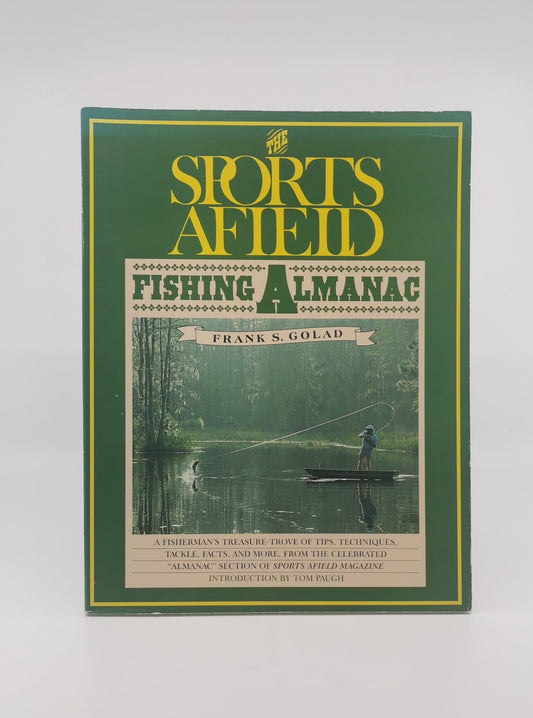 THE
SPORTS
AFIELD
FISHING ALMANAC
FRANK S. GOLAD
A FISHERMAN'S TREASURE-TROVE OF TIPS, TECHNIQUES,
TACKLE, FACTS, AND MORE, FROM THE CELEBRATED
"ALMANAC" SECTION OF SPORTS AFIELD MAGAZINE
INTRODUCTION BY TOM PAUGH